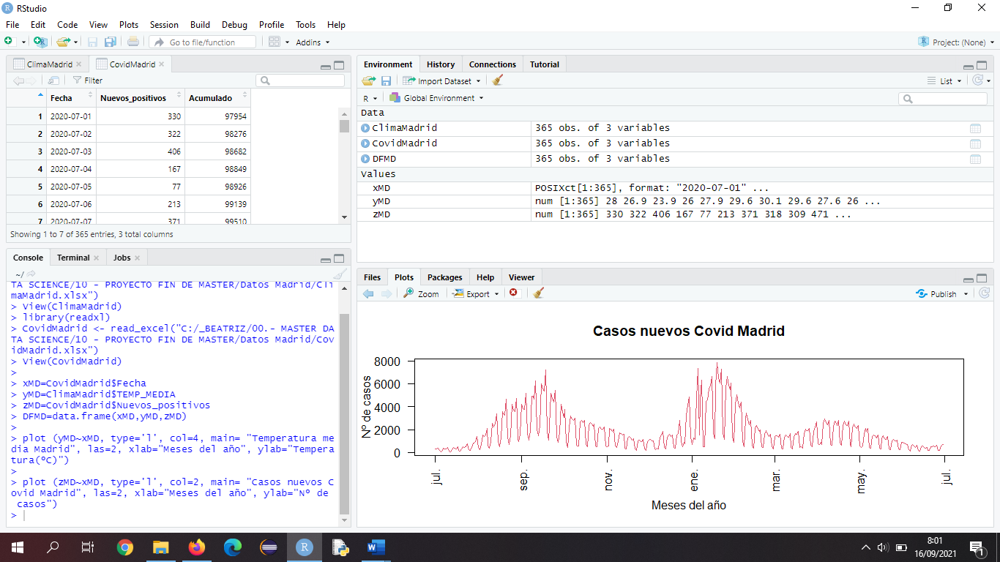 RStudio
File Edit Code View Plots Session Build Debug Profile Tools Help
Go to file/function Addins Project: (None)
ClimaMadrid CovidMadrid
Filter
Fecha Nuevos_positivos Acumulado
1 2020-07-01 330 97954
2 2020-07-02 322 98276
3 2020-07-03 406 98682
4 2020-07-04 167 98849
5 2020-07-05 77 98926
6 2020-07-06 213 99139
7 2020-07-07 371 99510
Showing 1 to 7 of 365 entries, 3 total columns
Console Terminal Jobs
~/
TA SCIENCE/10 - PROYECTO FIN DE MASTER/Datos Madrid/Cli
maMadrid.xlsx")
> View(ClimaMadrid)
> library(readxl)
> CovidMadrid <- read_excel("C:/_BEATRIZ/00.- MASTER DA
TA SCIENCE/10 - PROYECTO FIN DE MASTER/Datos Madrid/Cov
idMadrid.xlsx")
> View(CovidMadrid)
>
> xMD=CovidMadrid$Fecha
> yMD=ClimaMadrid$TEMP_MEDIA
> zMD=CovidMadrid$Nuevos_positivos
> DFMD=data.frame(xMD,yMD,zMD)
>
> plot (yMD~xMD, type='l', col=4, main= "Temperatura me
dia Madrid", las=2, xlab="Meses del año", ylab="Tempera
tura(ºC)")
>
> plot (zMD~xMD, type='l', col=2, main= "Casos nuevos C
ovid Madrid", las=2, xlab="Meses del año", ylab="Nº de
casos")
>
Environment History Connections Tutorial
Import Dataset List
R Global Environment
Data
ClimaMadrid 365 obs. of 3 variables
CovidMadrid 365 obs. of 3 variables
DFMD 365 obs. of 3 variables
Values
xMD POSIXct[1:365], format: "2020-07-01" ...
yMD num [1:365] 28 26.9 23.9 26 27.9 29.6 30.1 29.6 27.6 26 ...
zMD num [1:365] 330 322 406 167 77 213 371 318 309 471 ...
Files Plots Packages Help Viewer
Zoom Export Publish
Casos nuevos Covid Madrid
Nº de casos
8000
6000
4000
2000
0
jul. sep. nov. ene. mar. may. jul.
Meses del año
8:01
16/09/2021
1